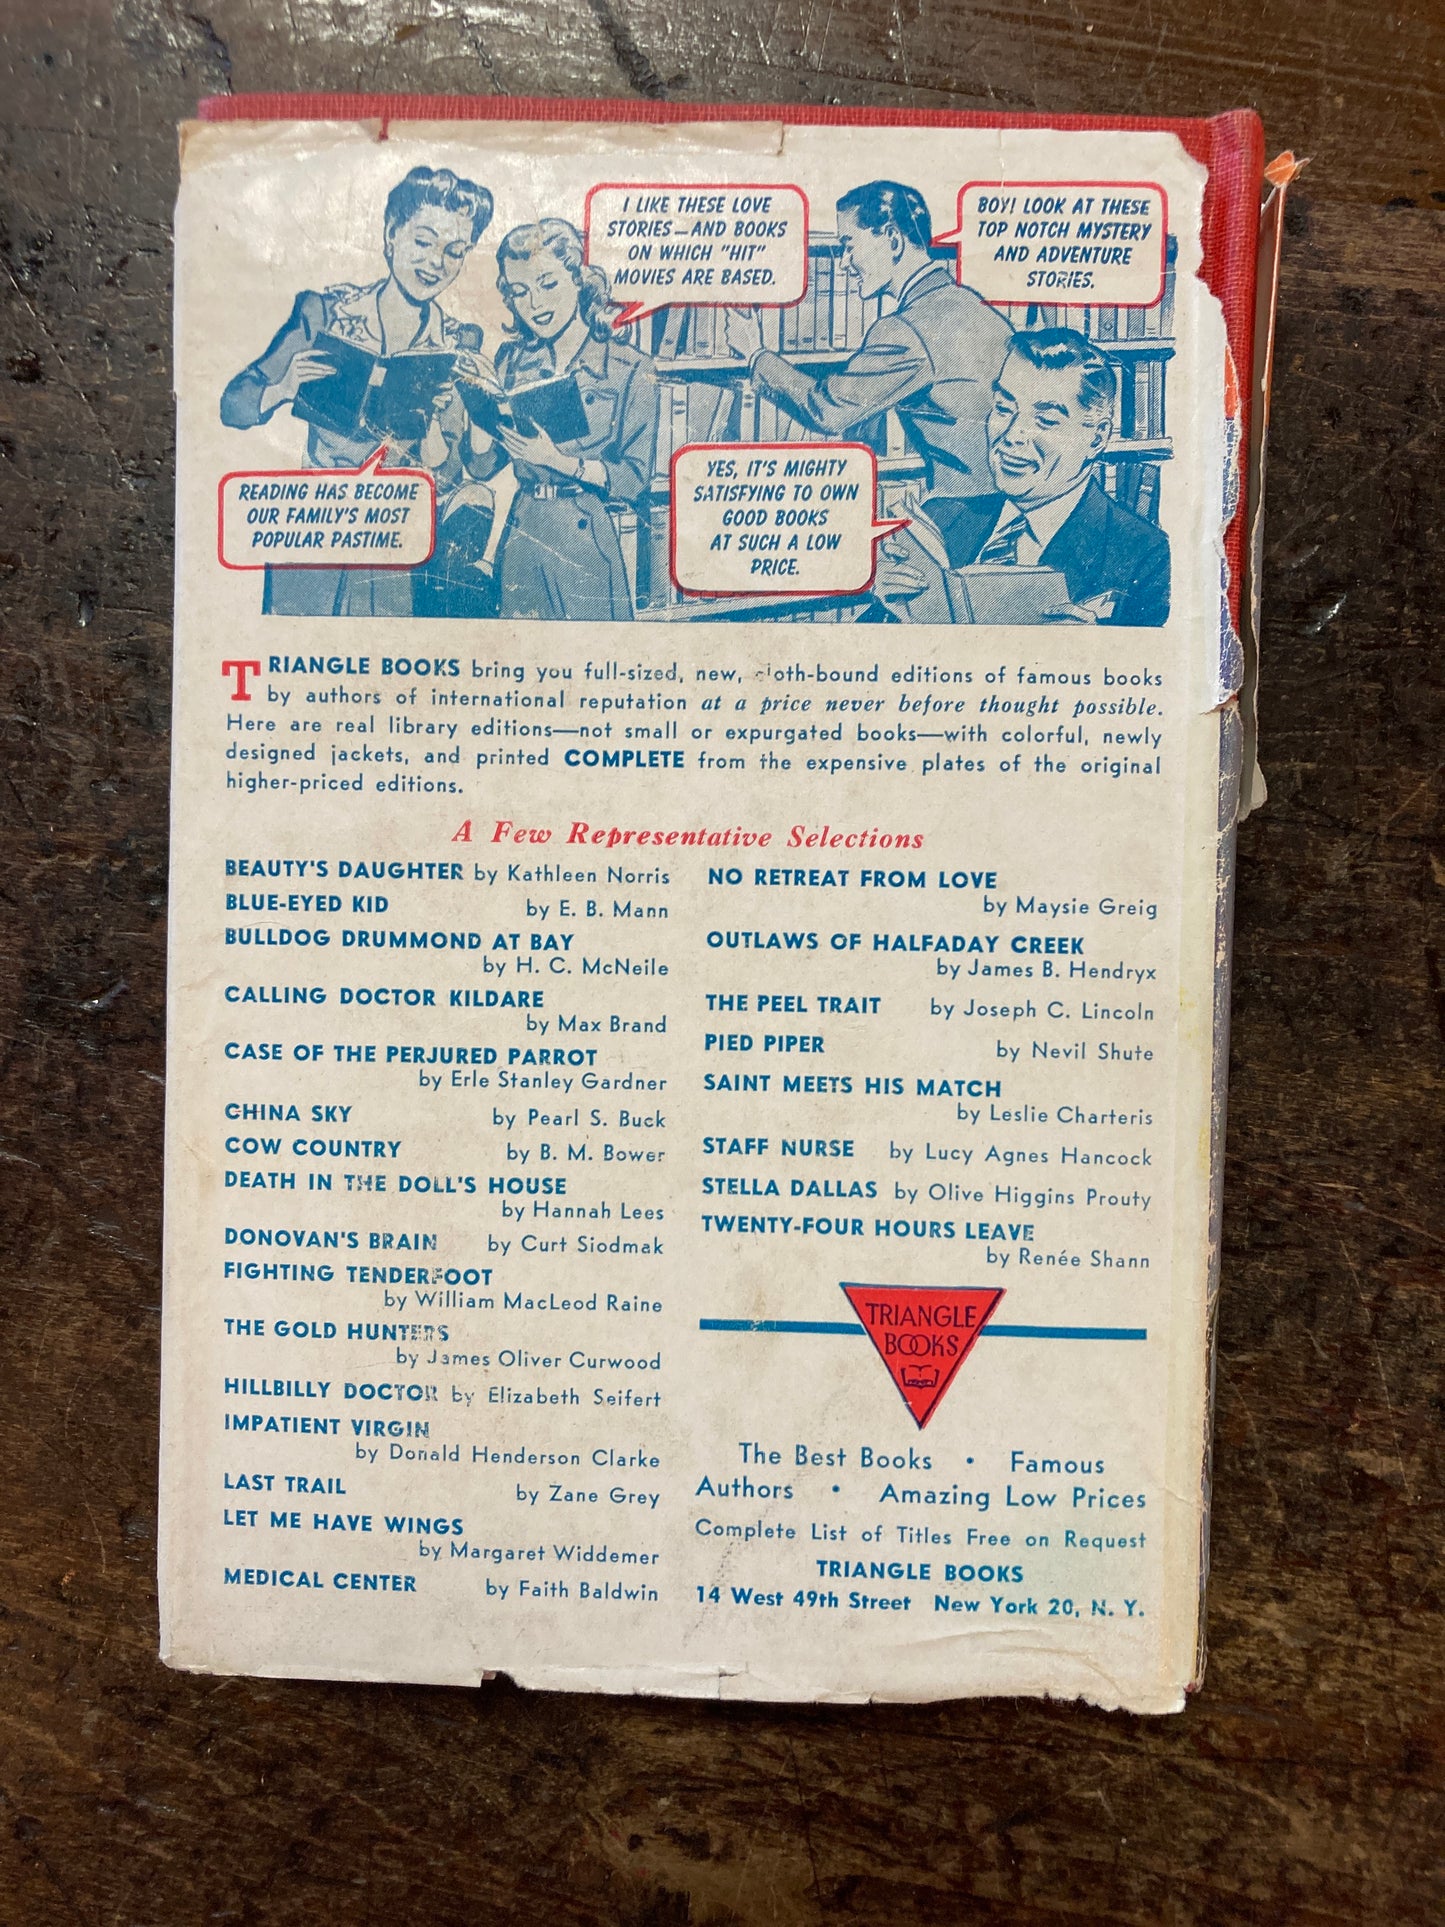 I LIKE THESE LOVE
STORIES—AND BOOKS
ON WHICH "HIT"
MOVIES ARE BASED.
BOY! LOOK AT THESE
TOP NOTCH MYSTERY
AND ADVENTURE
STORIES.
READING HAS BECOME
OUR FAMILY'S MOST
POPULAR PASTIME.
YES, IT'S MIGHTY
SATISFYING TO OWN
GOOD BOOKS
AT SUCH A LOW
PRICE.
TRIANGLE BOOKS bring you full-sized, new, cloth-bound editions of famous books
by authors of international reputation at a price never before thought possible.
Here are real library editions—not small or expurgated books—with colorful, newly
designed jackets, and printed COMPLETE from the expensive plates of the original
higher-priced editions.
A Few Representative Selections
BEAUTY'S DAUGHTER by Kathleen Norris
BLUE-EYED KID by E. B. Mann
BULLDOG DRUMMOND AT BAY
by H. C. McNeile
CALLING DOCTOR KILDARE
by Max Brand
CASE OF THE PERJURED PARROT
by Erle Stanley Gardner
CHINA SKY by Pearl S. Buck
COW COUNTRY by B. M. Bower
DEATH IN THE DOLL'S HOUSE
by Hannah Lees
DONOVAN'S BRAIN by Curt Siodmak
FIGHTING TENDERFOOT
by William MacLeod Raine
THE GOLD HUNTERS
by James Oliver Curwood
HILLBILLY DOCTOR by Elizabeth Seifert
IMPATIENT VIRGIN
by Donald Henderson Clarke
LAST TRAIL by Zane Grey
LET ME HAVE WINGS
by Margaret Widdemer
MEDICAL CENTER by Faith Baldwin
NO RETREAT FROM LOVE
by Maysie Greig
OUTLAWS OF HALFADAY CREEK
by James B. Hendryx
THE PEEL TRAIT by Joseph C. Lincoln
PIED PIPER by Nevil Shute
SAINT MEETS HIS MATCH
by Leslie Charteris
STAFF NURSE by Lucy Agnes Hancock
STELLA DALLAS by Olive Higgins Prouty
TWENTY-FOUR HOURS LEAVE
by Renée Shann
TRIANGLE
BOOKS
The Best Books • Famous
Authors • Amazing Low Prices
Complete List of Titles Free on Request
TRIANGLE BOOKS
14 West 49th Street New York 20, N. Y.